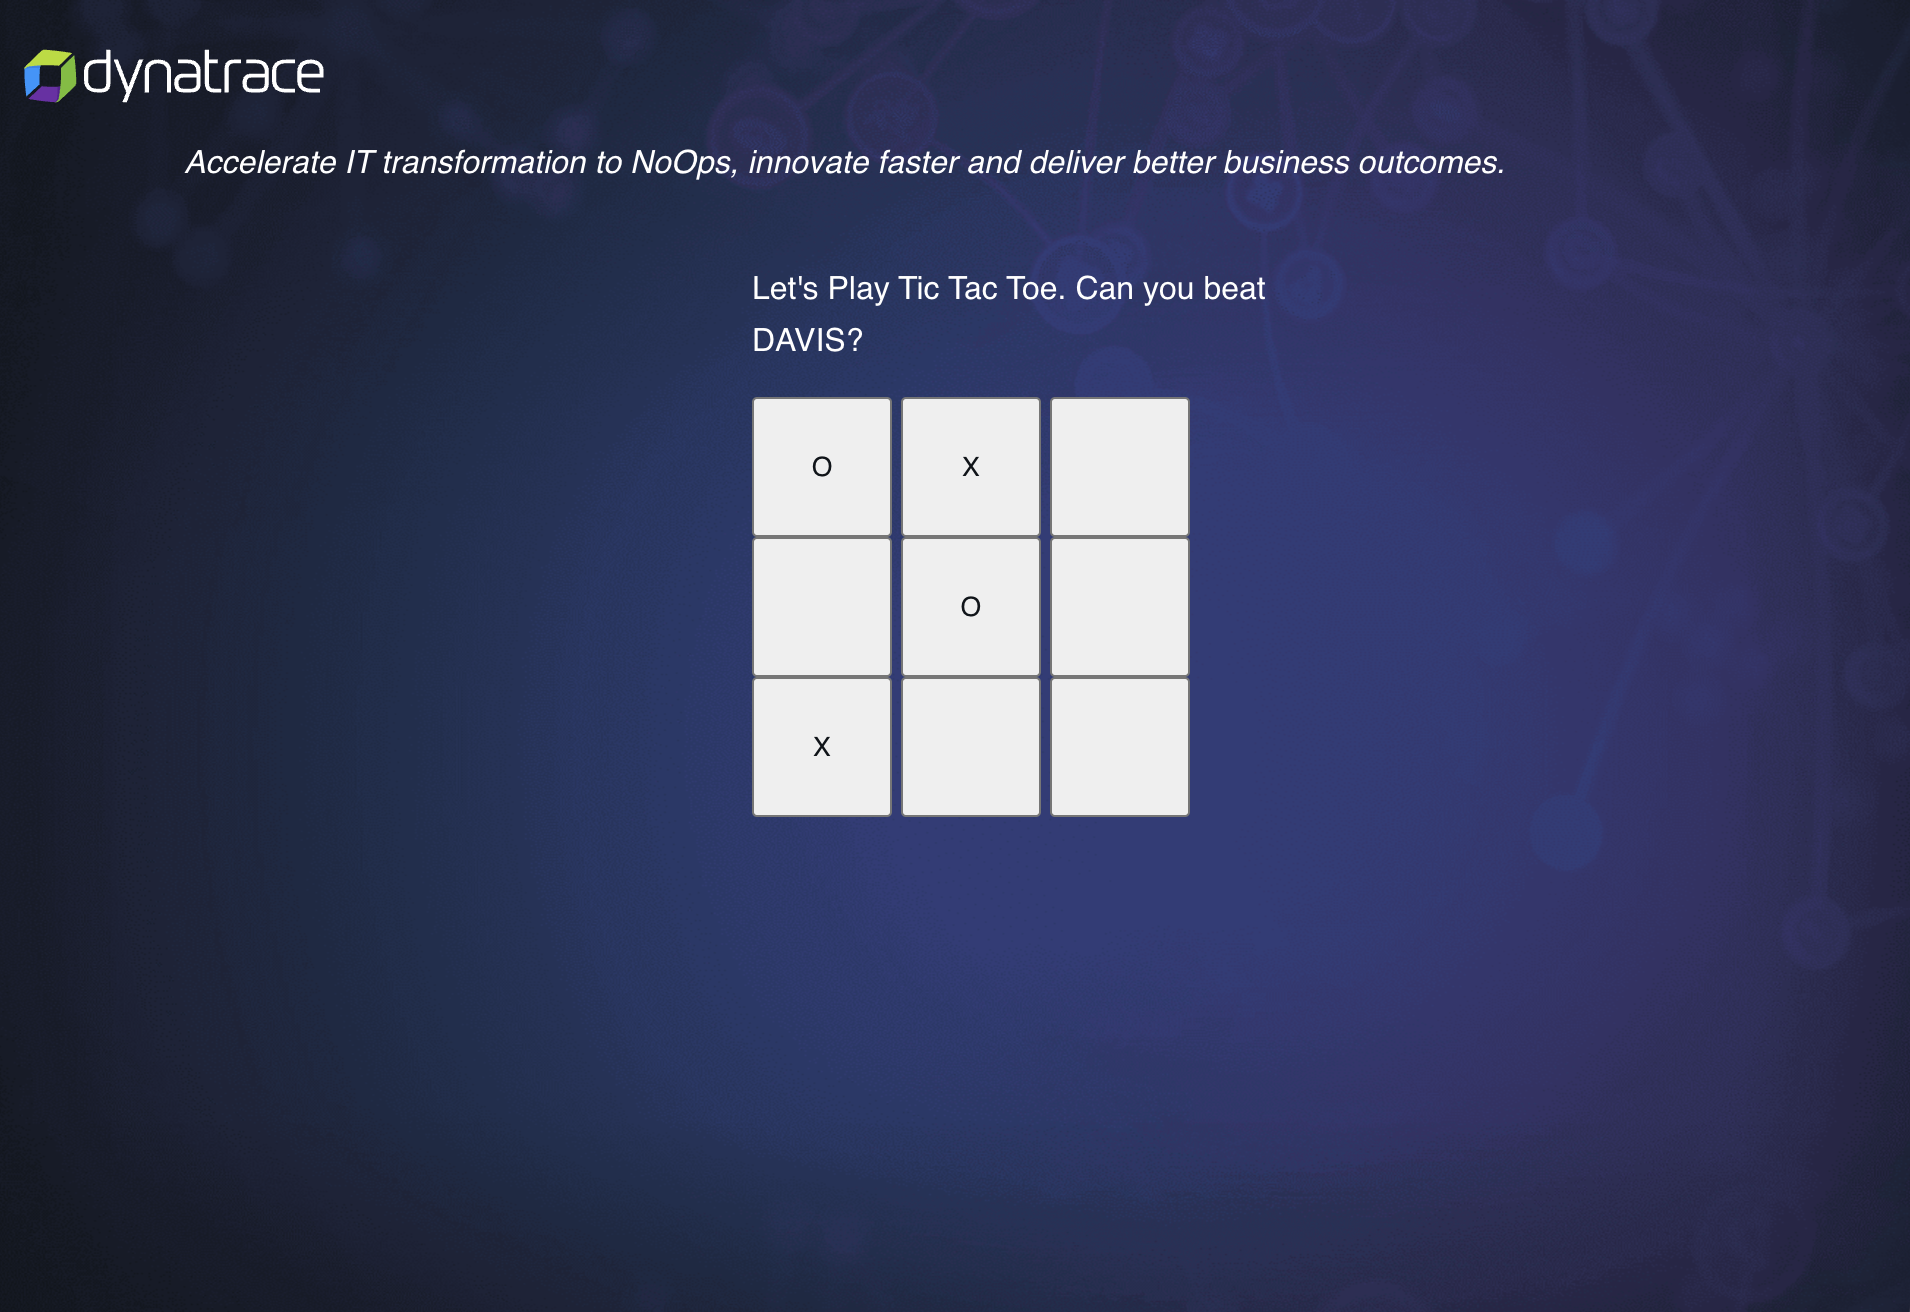 dynatrace
Accelerate IT transformation to NoOps, innovate faster and deliver better business outcomes.
Let's Play Tic Tac Toe. Can you beat
DAVIS?
O X
O
X